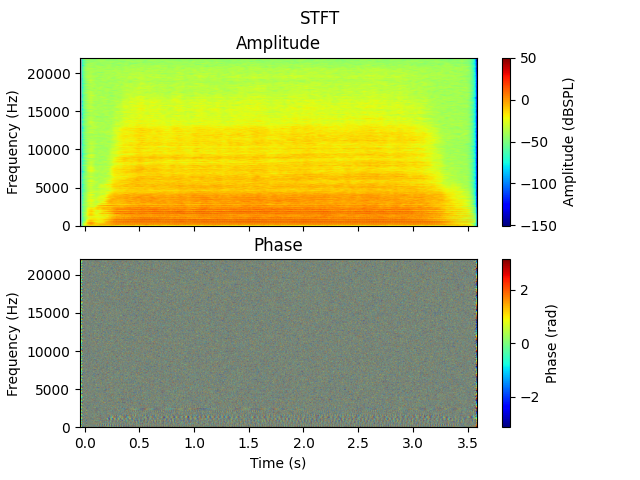 STFT
Amplitude
20000
15000
10000
5000
0
Frequency (Hz)
50
0
−50
−100
−150
Amplitude (dBSPL)
Phase
20000
15000
10000
5000
0
Frequency (Hz)
0.0 0.5 1.0 1.5 2.0 2.5 3.0 3.5
Time (s)
2
0
−2
Phase (rad)